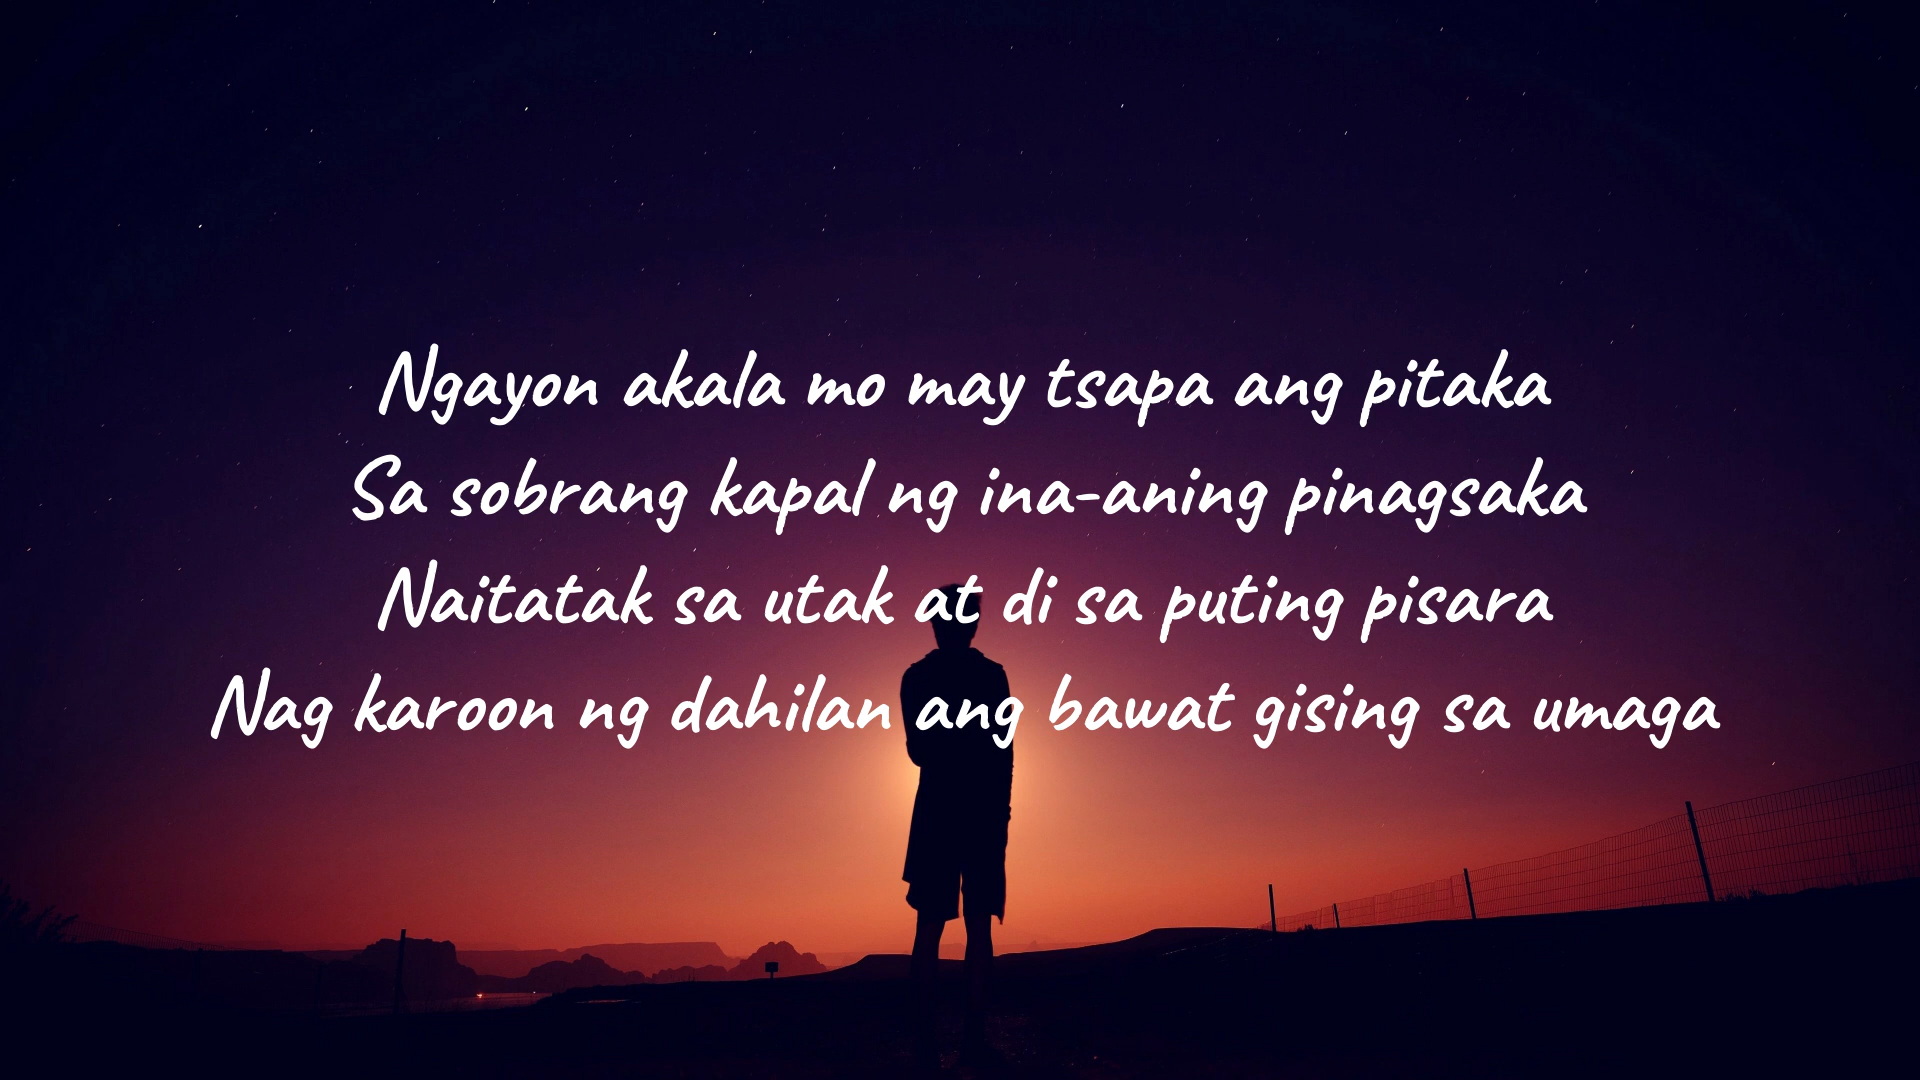 Ngayon akala mo may tsapa ang pitaka
Sa sobrang kapal ng ina-aning pinagsaka
Naitatak sa utak at di sa puting pisara
Nag karoon ng dahilan ang bawat gising sa umaga